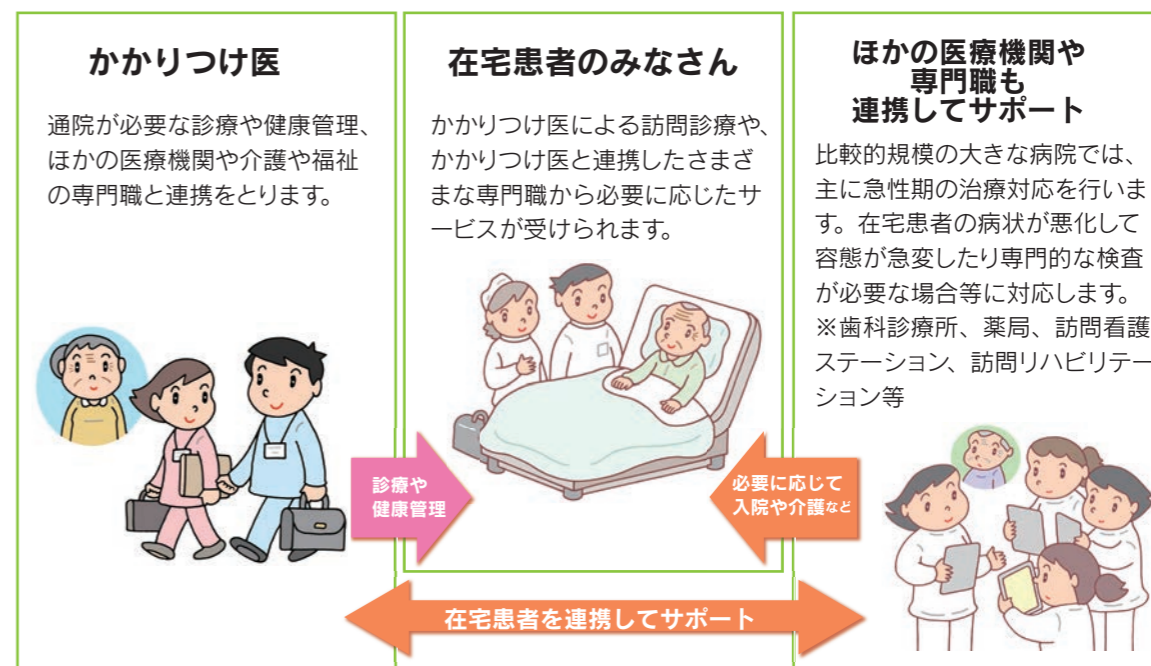 かかりつけ医
通院が必要な診療や健康管理、
ほかの医療機関や介護や福祉
の専門職と連携をとります。
診療や
健康管理
在宅患者のみなさん
かかりつけ医による訪問診療や、
かかりつけ医と連携したさまざ
まな専門職から必要に応じたサ
ービスが受けられます。
必要に応じて
入院や介護など
ほかの医療機関や
専門職も
連携してサポート
比較的規模の大きな病院では、
主に急性期の治療対応を行いま
す。在宅患者の病状が悪化して
容態が急変したり専門的な検査
が必要な場合等に対応します。
※歯科診療所、薬局、訪問看護
ステーション、訪問リハビリテー
ション等
在宅患者を連携してサポート